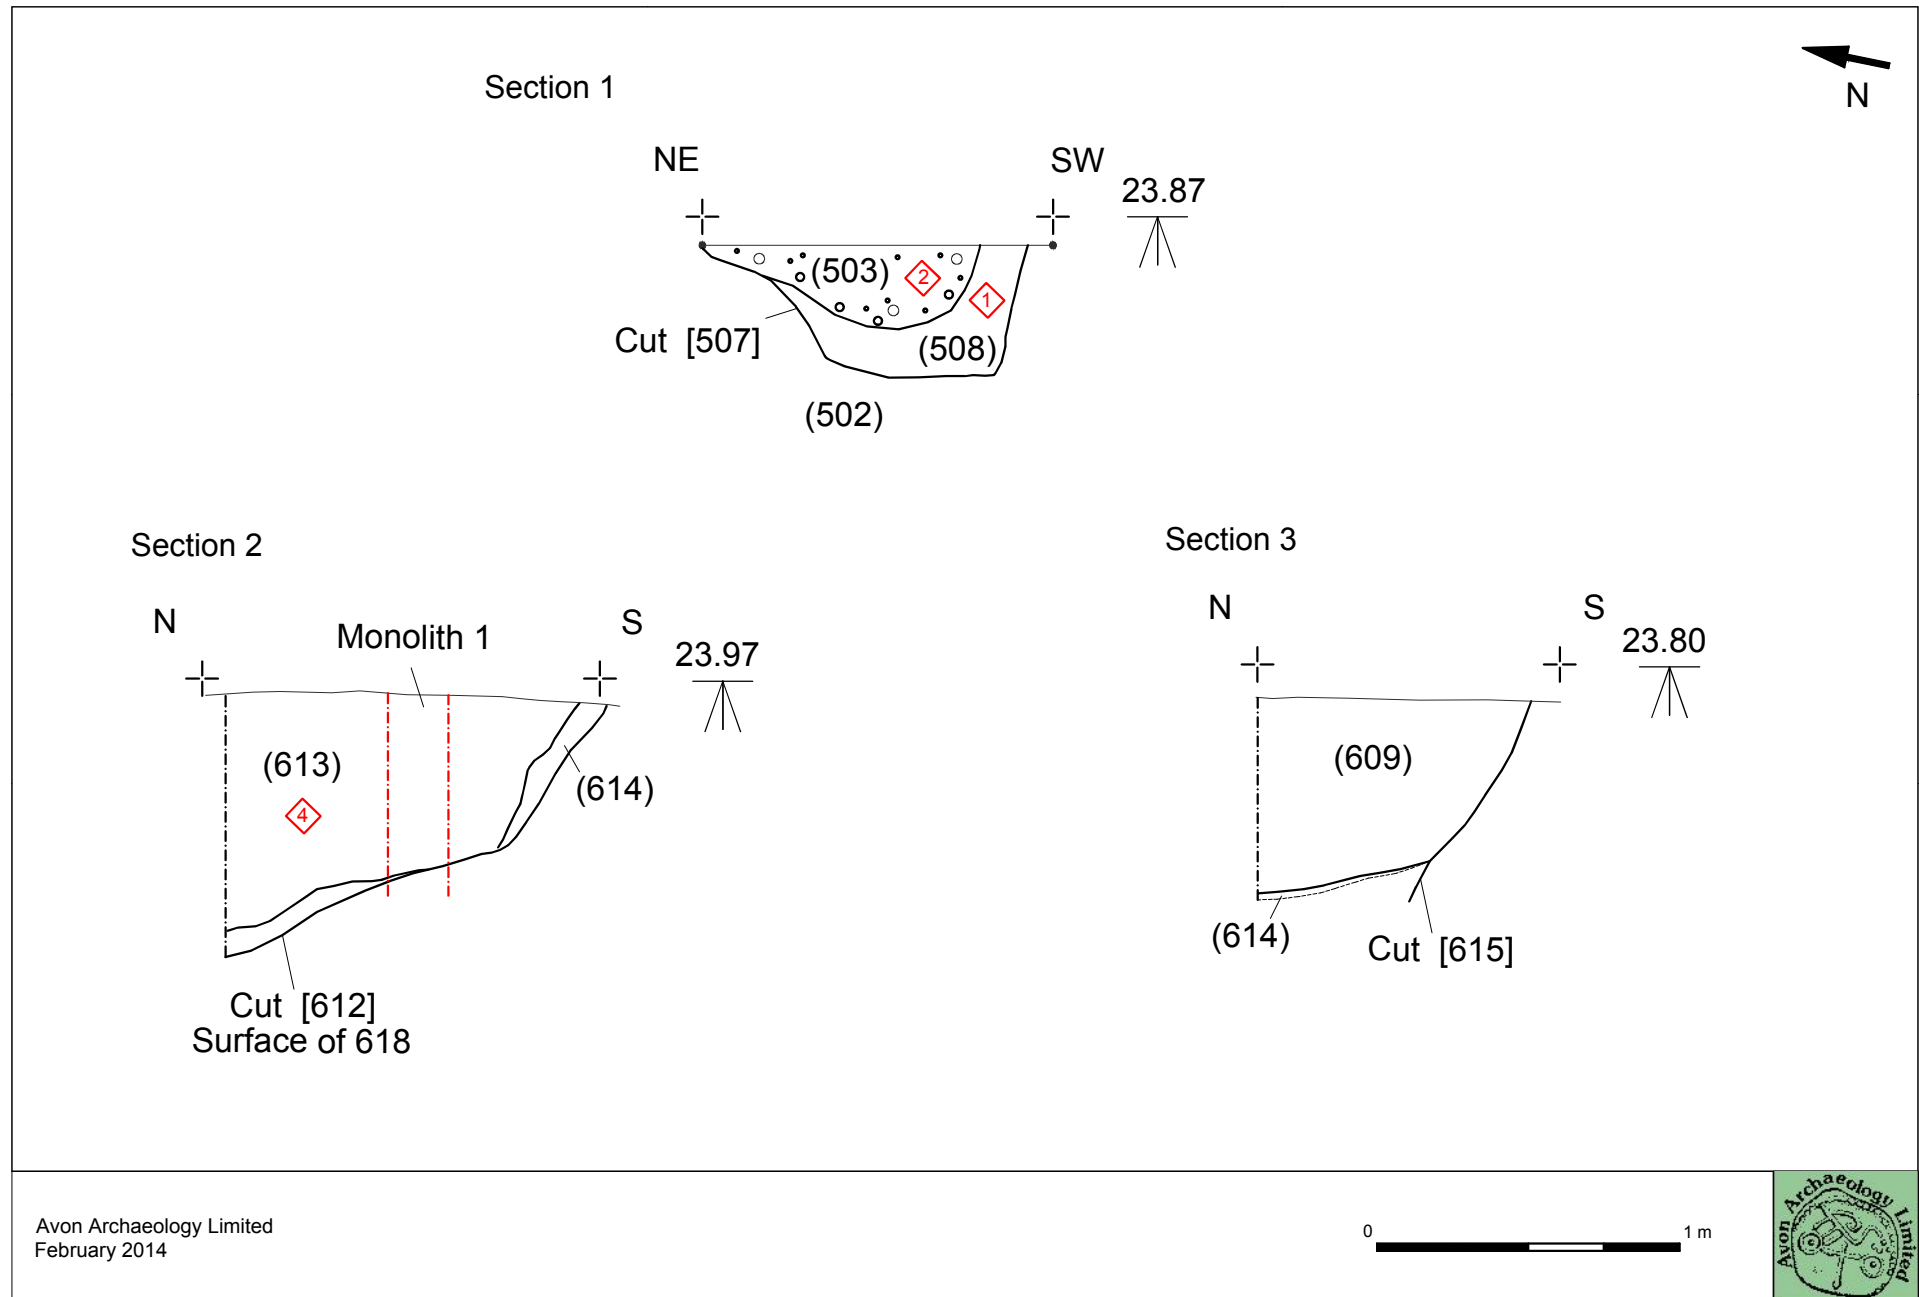 N
Section 1
NE
SW
23.87
(503)
2
1
Cut [507]
(508)
(502)
Section 2
N
Monolith 1
S
23.97
(613)
4
(614)
Cut [612]
Surface of 618
Section 3
N
S
23.80
(609)
(614)
Cut [615]
Avon Archaeology Limited
February 2014
0
1 m
Avon Archaeology Limited